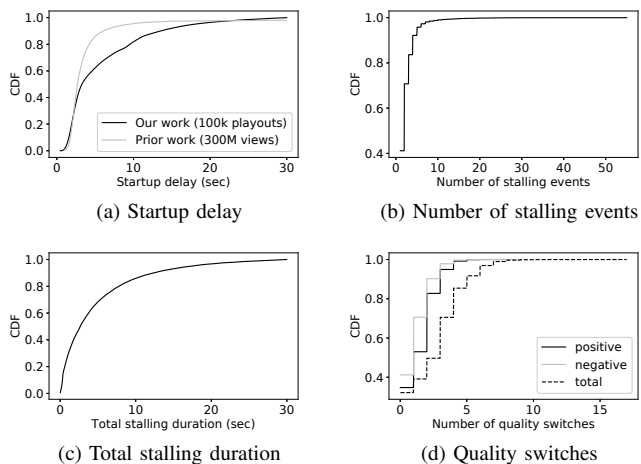 1.0
0.8
0.6
0.4
0.2
0.0
CDF
Our work (100k playouts)
Prior work (300M views)
0 10 20 30
Startup delay (sec)
(a) Startup delay
1.0
0.8
0.6
0.4
CDF
0 10 20 30 40 50
Number of stalling events
(b) Number of stalling events
1.0
0.8
0.6
0.4
0.2
0.0
CDF
0 10 20 30
Total stalling duration (sec)
(c) Total stalling duration
1.0
0.8
0.6
0.4
CDF
positive
negative
total
0 5 10 15
Number of quality switches
(d) Quality switches